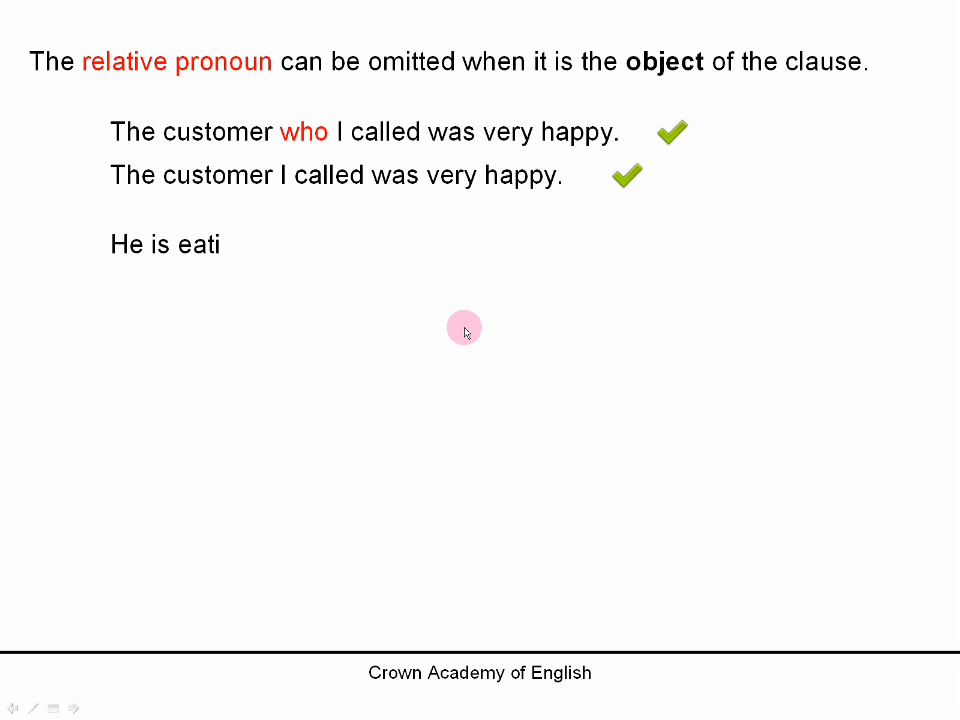 The relative pronoun can be omitted when it is the object of the clause.
The customer who I called was very happy.
The customer I called was very happy.
He is eati
Crown Academy of English